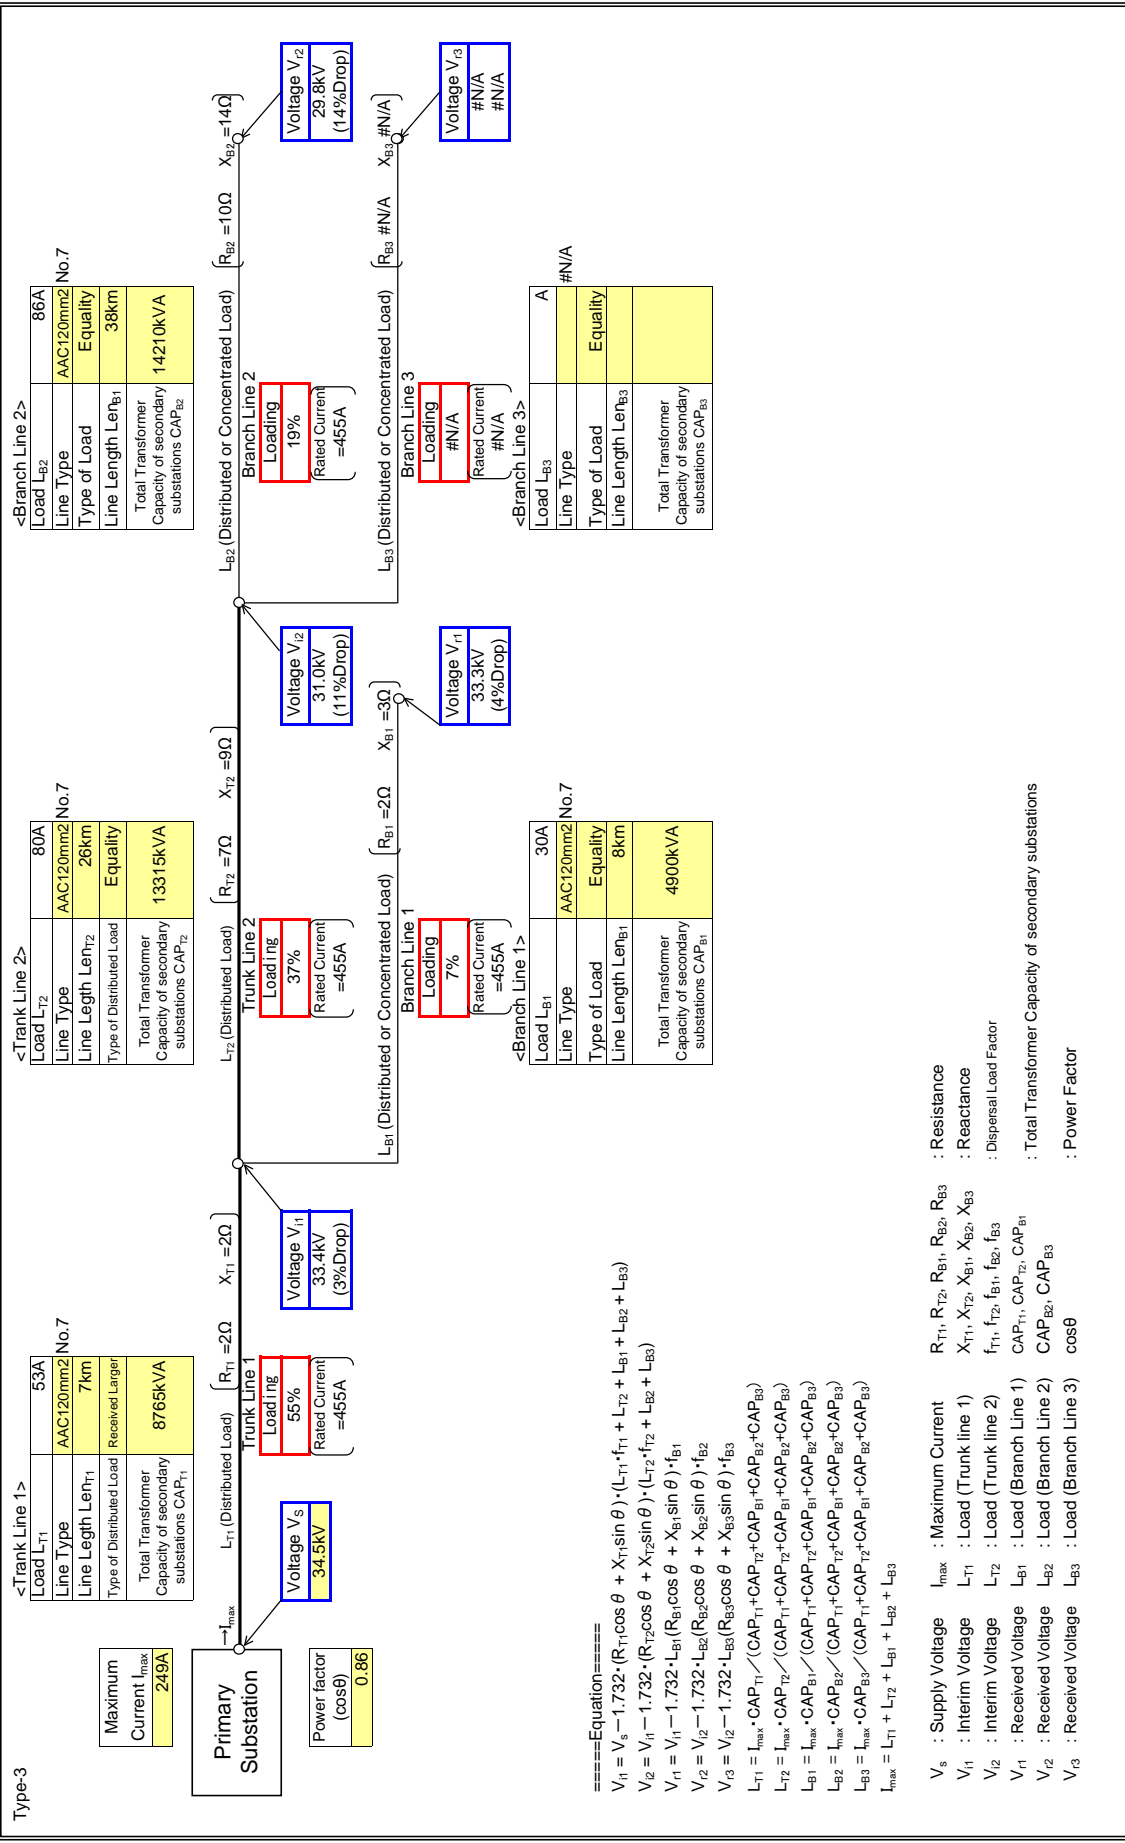 Type-3
Maximum
Current Imax
249A
Primary
Substation
Power factor
(cosθ)
0.86
→Imax
Voltage VS
34.5kV
<Trank Line 1>
Load LT1 53A
Line Type AAC120mm2 No.7
Line Legth LenT1 7km
Type of Distributed Load Received Larger
Total Transformer
Capacity of secondary
substations CAPT1
8765kVA
LT1 (Distributed Load) RT1 =2Ω XT1 =2Ω
Trunk Line 1
Loading
55%
Rated Current
=455A
Voltage Vi1
33.4kV
(3%Drop)
<Trank Line 2>
Load LT2 80A
Line Type AAC120mm2 No.7
Line Legth LenT2 26km
Type of Distributed Load Equality
Total Transformer
Capacity of secondary
substations CAPT2
13315kVA
LT2 (Distributed Load) RT2 =7Ω XT2 =9Ω
Trunk Line 2
Loading
37%
Rated Current
=455A
Voltage Vi2
31.0kV
(11%Drop)
LB1 (Distributed or Concentrated Load) RB1 =2Ω XB1 =3Ω
Branch Line 1
Loading
7%
Rated Current
=455A
Voltage Vr1
33.3kV
(4%Drop)
<Branch Line 1>
Load LB1 30A
Line Type AAC120mm2 No.7
Type of Load Equality
Line Length LenB1 8km
Total Transformer
Capacity of secondary
substations CAPB1
4900kVA
<Branch Line 2>
Load LB2 86A
Line Type AAC120mm2 No.7
Type of Load Equality
Line Length LenB1 38km
Total Transformer
Capacity of secondary
substations CAPB2
14210kVA
LB2 (Distributed or Concentrated Load) RB2 =10Ω XB2 =14Ω
Branch Line 2
Loading
19%
Rated Current
=455A
Voltage Vr2
29.8kV
(14%Drop)
LB3 (Distributed or Concentrated Load) RB3 #N/A XB3 #N/A
Branch Line 3
Loading
#N/A
Rated Current
#N/A
Voltage Vr3
#N/A
#N/A
<Branch Line 3>
Load LB3 A
Line Type #N/A
Type of Load Equality
Line Length LenB3
Total Transformer
Capacity of secondary
substations CAPB3
=====Equation=====
Vi1 = Vs－1.732・(RT1cos θ + XT1sin θ)・(LT1・fT1 + LT2 + LB1 + LB2 + LB3)
Vi2 = Vi1－1.732・(RT2cos θ + XT2sin θ)・(LT2・fT2 + LB2 + LB3)
Vr1 = Vi1－1.732・LB1(RB1cos θ + XB1sin θ)・fB1
Vr2 = Vi2－1.732・LB2(RB2cos θ + XB2sin θ)・fB2
Vr3 = Vi2－1.732・LB3(RB3cos θ + XB3sin θ)・fB3
LT1 = Imax・CAPT1／(CAPT1+CAPT2+CAPB1+CAPB2+CAPB3)
LT2 = Imax・CAPT2／(CAPT1+CAPT2+CAPB1+CAPB2+CAPB3)
LB1 = Imax・CAPB1／(CAPT1+CAPT2+CAPB1+CAPB2+CAPB3)
LB2 = Imax・CAPB2／(CAPT1+CAPT2+CAPB1+CAPB2+CAPB3)
LB3 = Imax・CAPB3／(CAPT1+CAPT2+CAPB1+CAPB2+CAPB3)
Imax = LT1 + LT2 + LB1 + LB2 + LB3
Vs : Supply Voltage Imax : Maximum Current RT1, RT2, RB1, RB2, RB3 : Resistance
Vi1 : Interim Voltage LT1 : Load (Trunk line 1) XT1, XT2, XB1, XB2, XB3 : Reactance
Vi2 : Interim Voltage LT2 : Load (Trunk line 2) fT1, fT2, fB1, fB2, fB3 : Dispersal Load Factor
Vr1 : Received Voltage LB1 : Load (Branch Line 1) CAPT1, CAPT2, CAPB1
Vr2 : Received Voltage LB2 : Load (Branch Line 2) CAPB2, CAPB3 : Total Transformer Capacity of secondary substations
Vr3 : Received Voltage LB3 : Load (Branch Line 3) cosθ : Power Factor